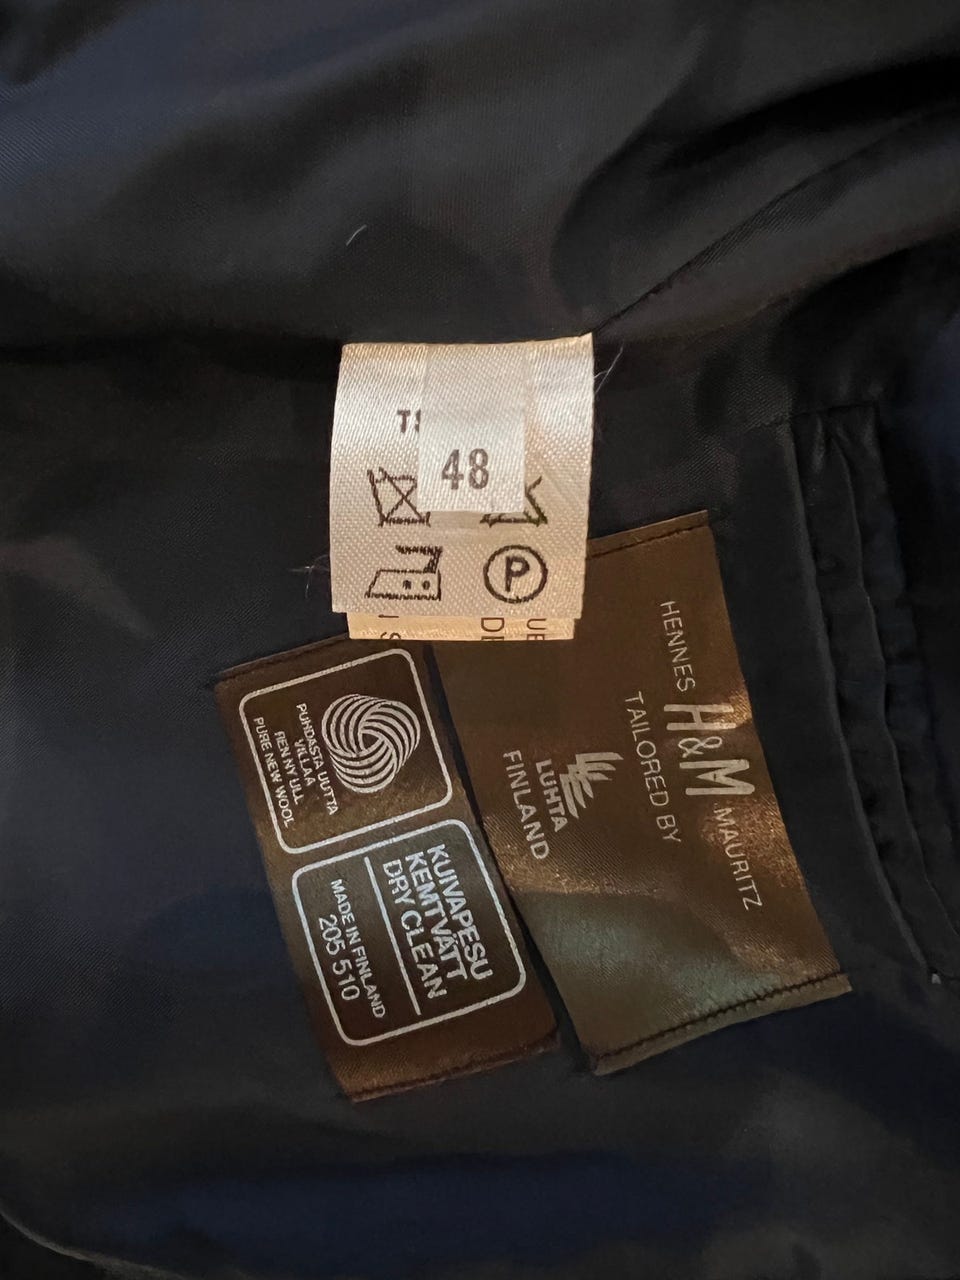 48
P
HENNES H&M MAURITZ
TAILORED BY
LUHTA
FINLAND
PUHDASTA UUTTA
VILLAA
REN NY ULL
PURE NEW WOOL
KUIVAPESU
KEMTVÄTT
DRY CLEAN
MADE IN FINLAND
205 510